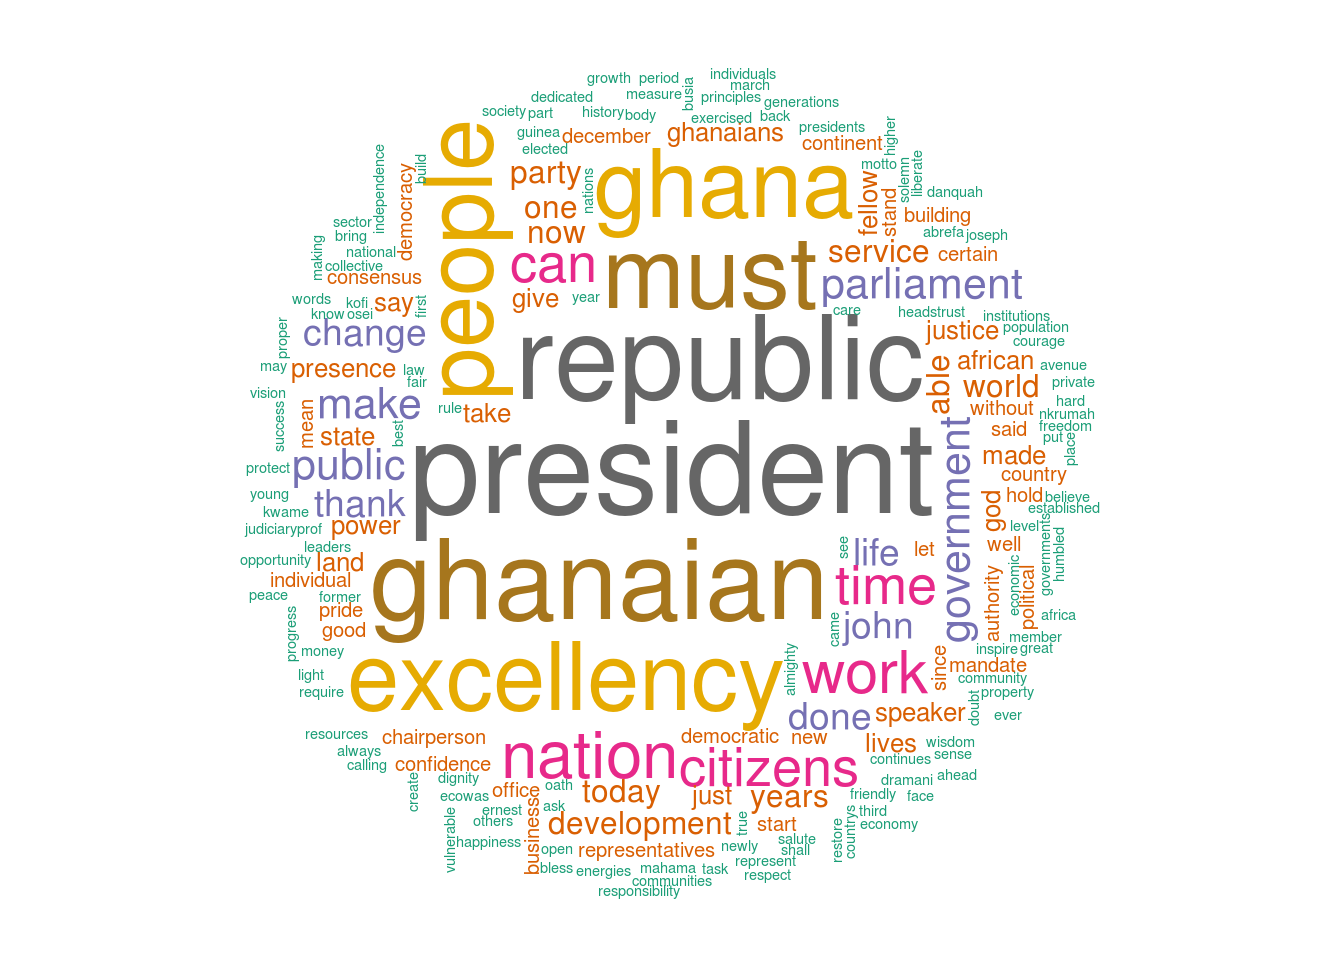 growth period individuals
march
dedicated measure busia principles generations
society part history body exercised back
guinea december ghanaians presidents higher
elected continent
independence build people party ghana motto solemn liberate
democracy nations fellow stand danquah
sector one building
bring now abrefa joseph
making national can must service certain
collective
consensus parliament
words kofi say first give year care headstrust institutions
know osei
proper change republic justice population
courage
may presence law able african avenue
fair
vision make world private
success mean rule take without hard
nkrumah
state best said freedom
put place
protect public president government made
country
young thank god hold believe
kwame established
judiciaryprof power level
leaders see life let well
opportunity land ghanaian time economic governments humbled
individual authority political
peace former
pride came john africa
progress good member
money excellency almighty since inspire great
light work mandate
require community
doubt property
done speaker ever
resources chairperson nation democratic new lives wisdom
always citizens continues sense
calling confidence
create dignity oath dramani ahead
ecowas office today just years friendly face
ernest ask third
vulnerable others business development true start restore countrys economy
happiness open representatives newly salute
shall
bless energies mahama task represent
communities respect
responsibility